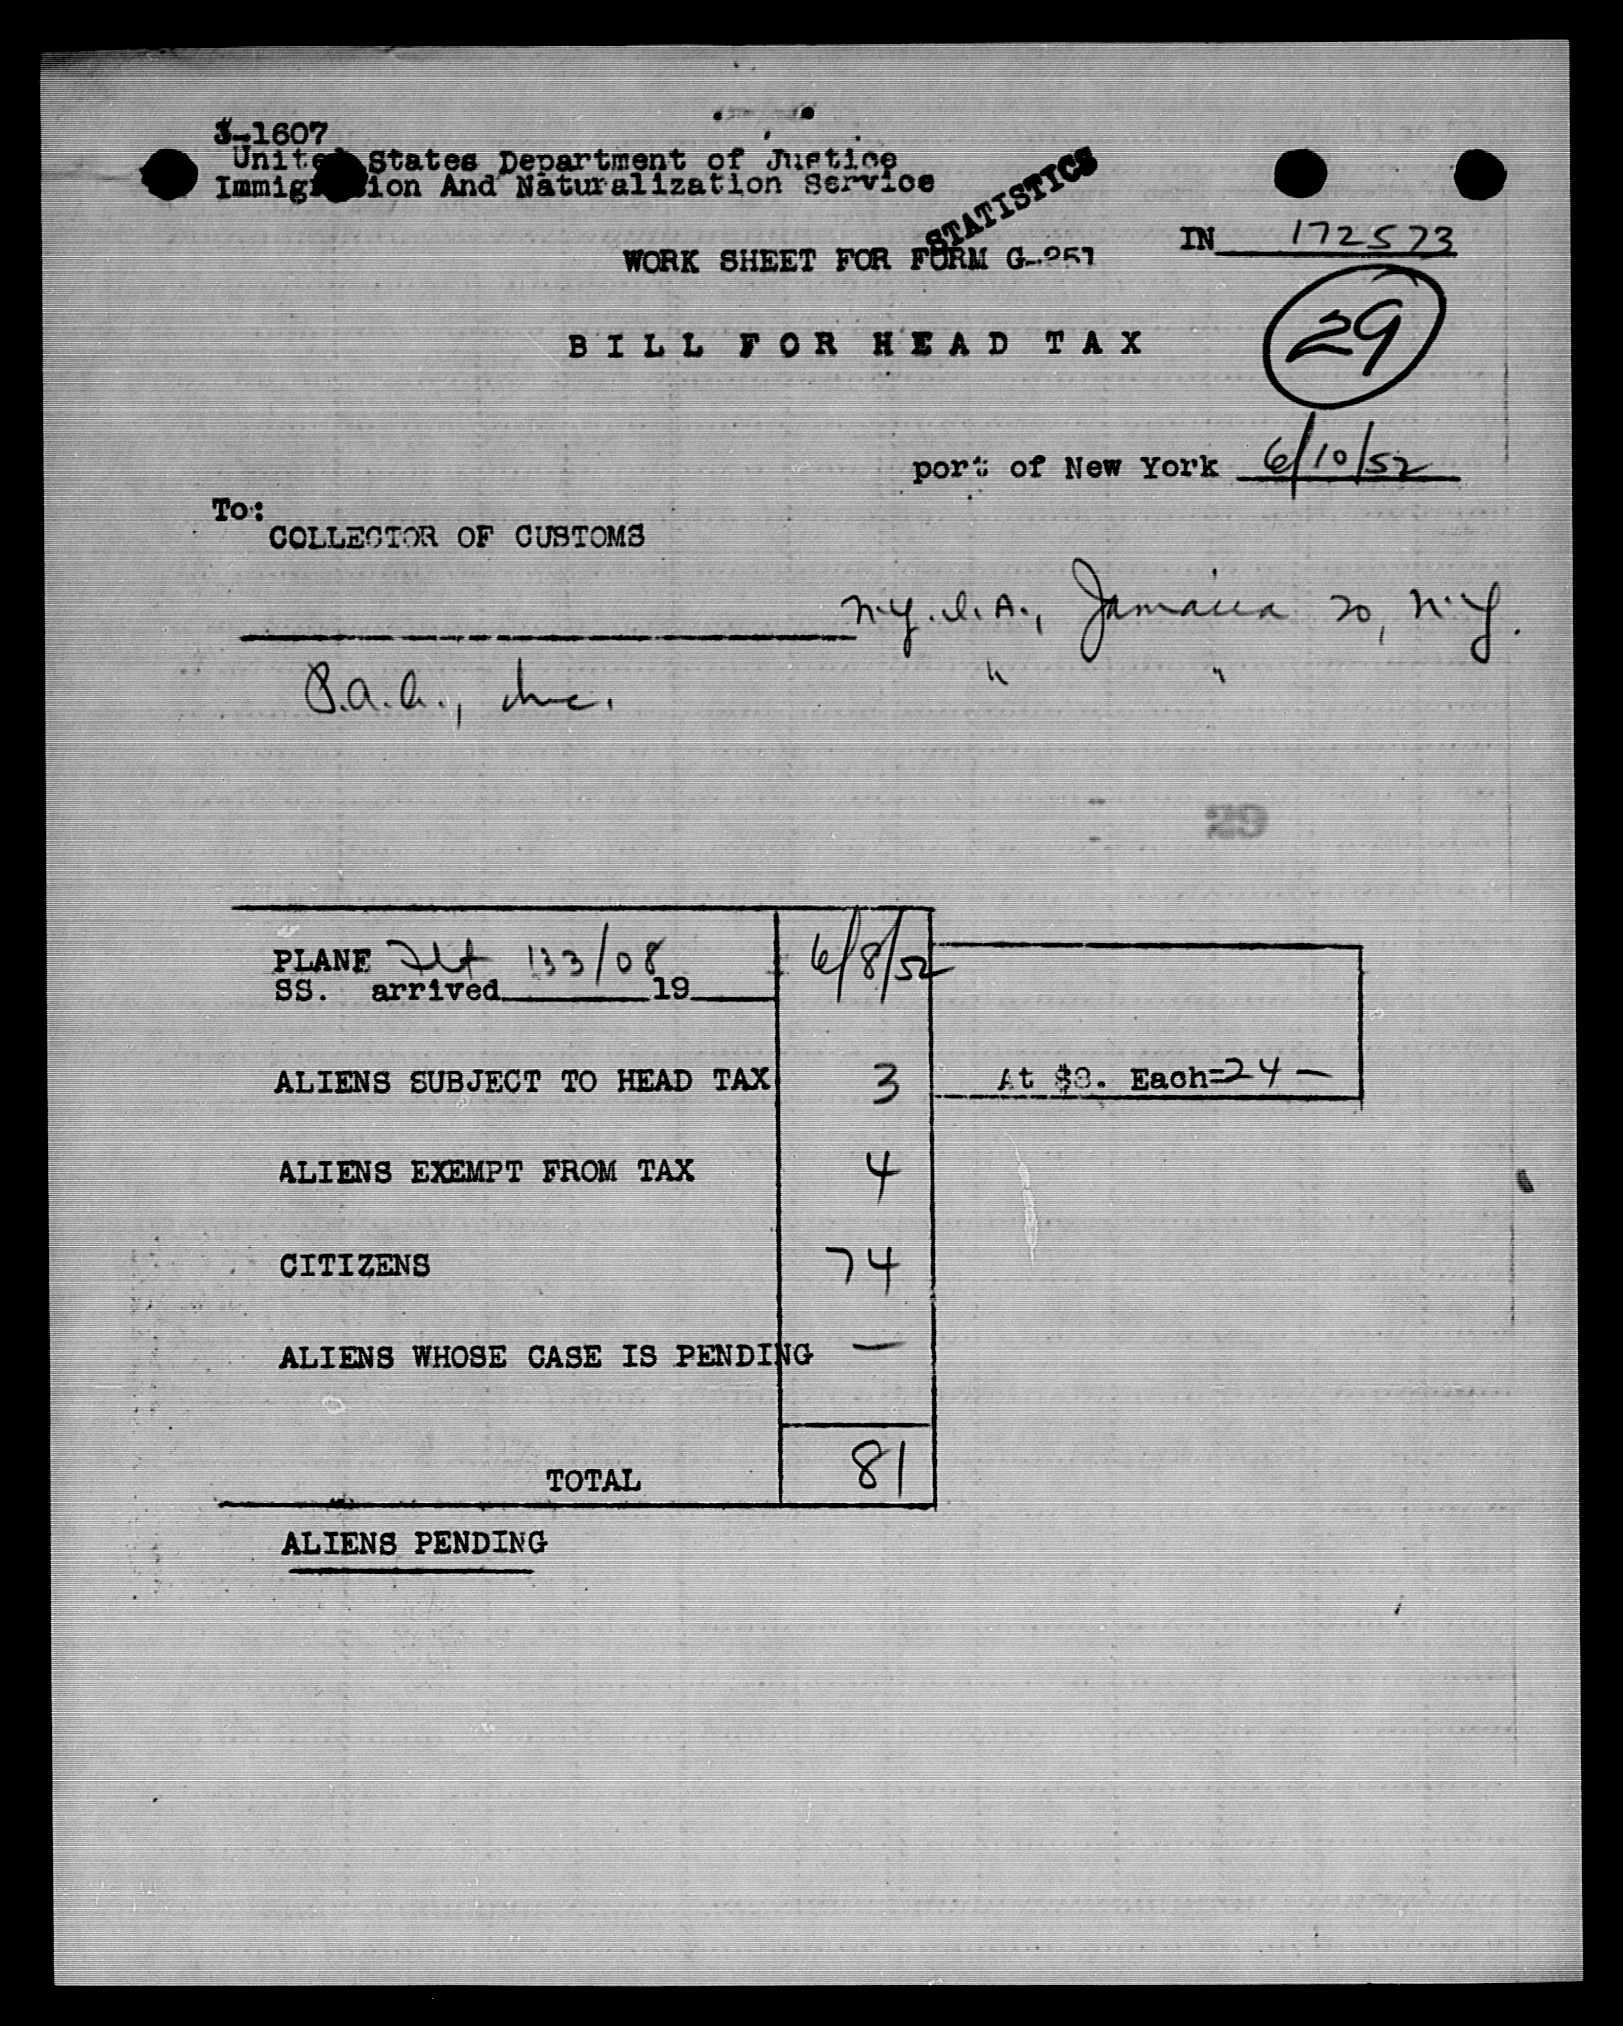 I-1607
United States Department of Justice
Immigration And Naturalization Service
STATISTICS
IN 172573
WORK SHEET FOR FORM G-251
29
BILL FOR HEAD TAX
port of New York 6/10/52
To:
COLLECTOR OF CUSTOMS
N.Y.I.A., Jamaica 20, N.Y.
P.A.A., Inc. " "
29
PLANE Flt 133/08 6/8/52
SS. arrived 19
ALIENS SUBJECT TO HEAD TAX 3 At $8. Each=24 —
ALIENS EXEMPT FROM TAX 4
CITIZENS 74
ALIENS WHOSE CASE IS PENDING —
TOTAL 81
ALIENS PENDING